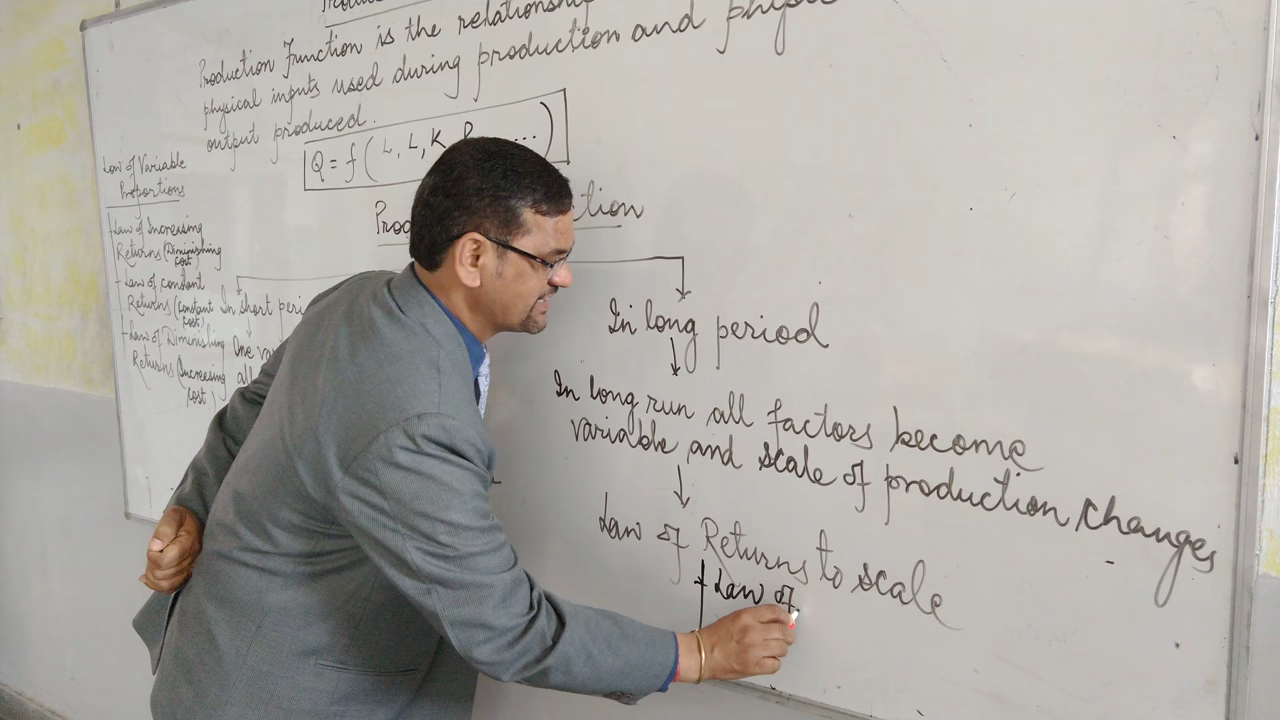 Production Function is the relationship
physical inputs used during production and
output produced.
Q = f ( L, L, K, ... )
Law of Variable
Proportions
Law of Increasing
Returns (Diminishing
cost
Law of constant
Returns (constant
cost)
Law of Diminishing
Returns (Increasing
cost)
In short
One
all
In long period
In long run all factors become
variable and scale of production changes
Law of Returns to scale
Law of